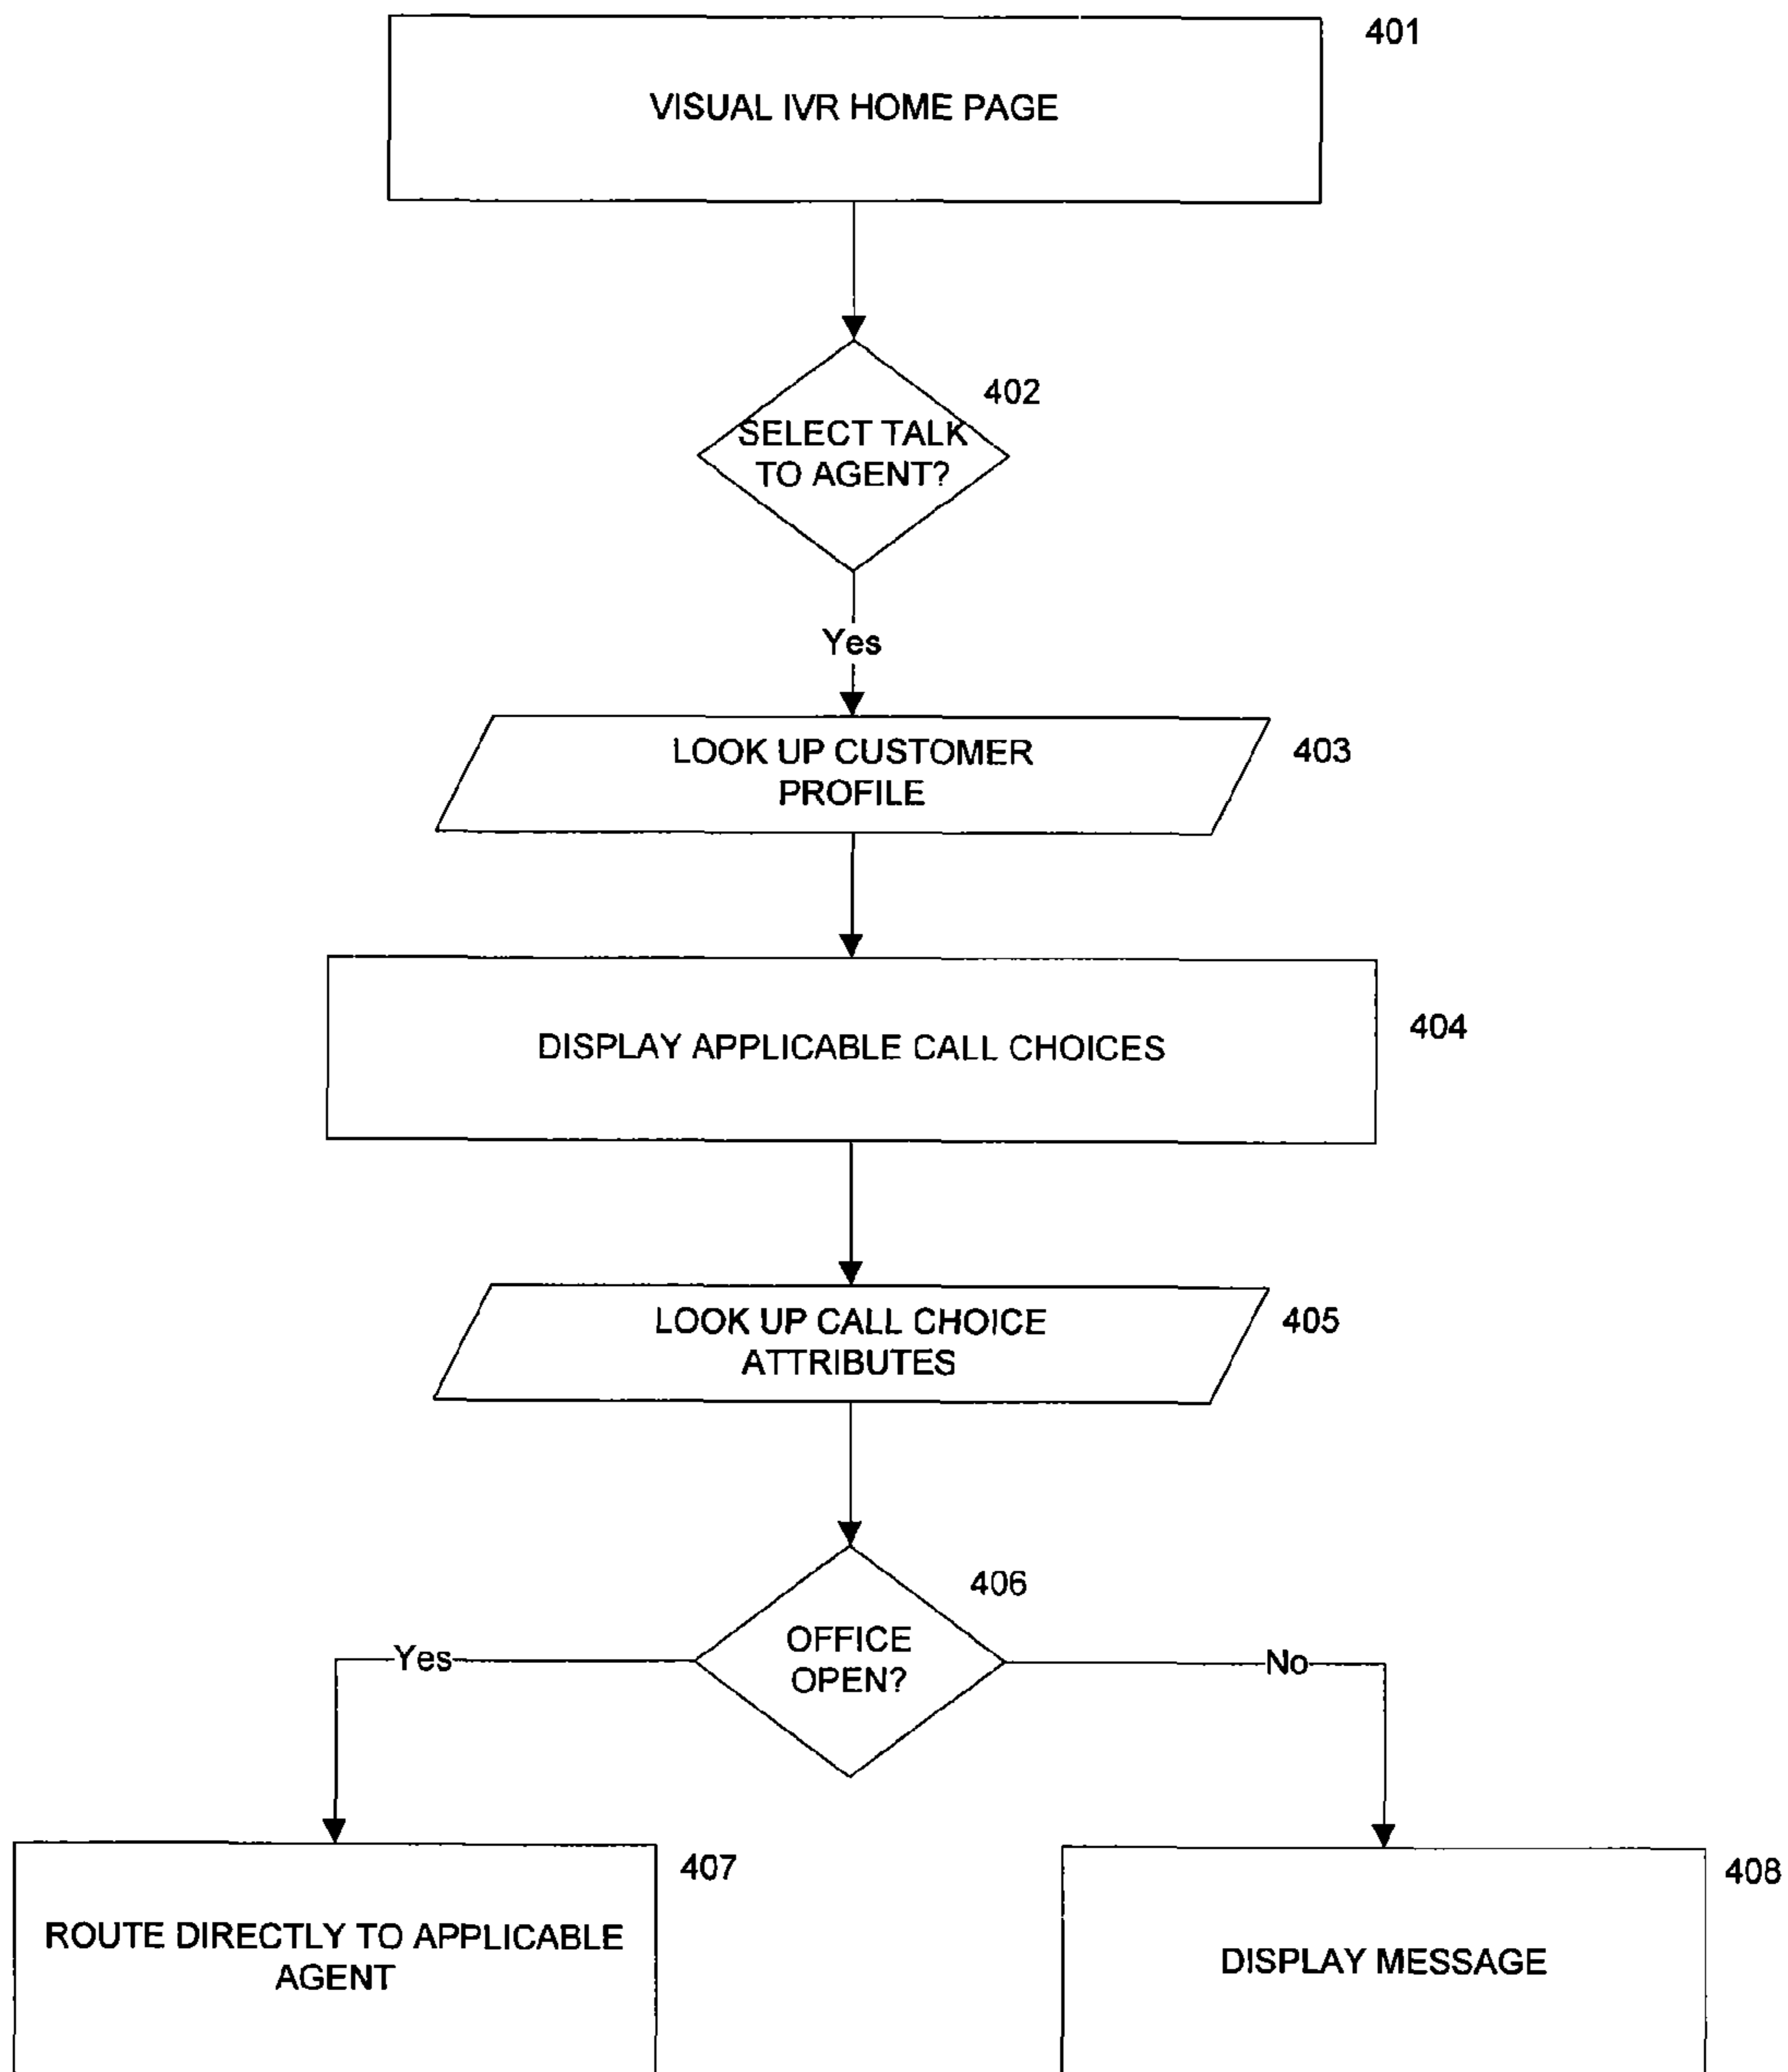 401
VISUAL IVR HOME PAGE
402
SELECT TALK
TO AGENT?
Yes
LOOK UP CUSTOMER
PROFILE
403
DISPLAY APPLICABLE CALL CHOICES
404
LOOK UP CALL CHOICE
ATTRIBUTES
405
406
OFFICE
OPEN?
Yes
No
407
ROUTE DIRECTLY TO APPLICABLE
AGENT
408
DISPLAY MESSAGE